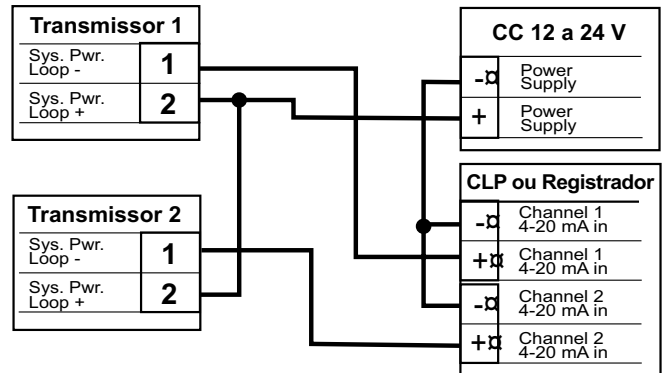 Transmissor 1
Sys. Pwr.
Loop -
1
Sys. Pwr.
Loop +
2
Transmissor 2
Sys. Pwr.
Loop -
1
Sys. Pwr.
Loop +
2
CC 12 a 24 V
-¤
Power
Supply
+
Power
Supply
CLP ou Registrador
-¤
Channel 1
4-20 mA in
+¤
Channel 1
4-20 mA in
-¤
Channel 2
4-20 mA in
+¤
Channel 2
4-20 mA in